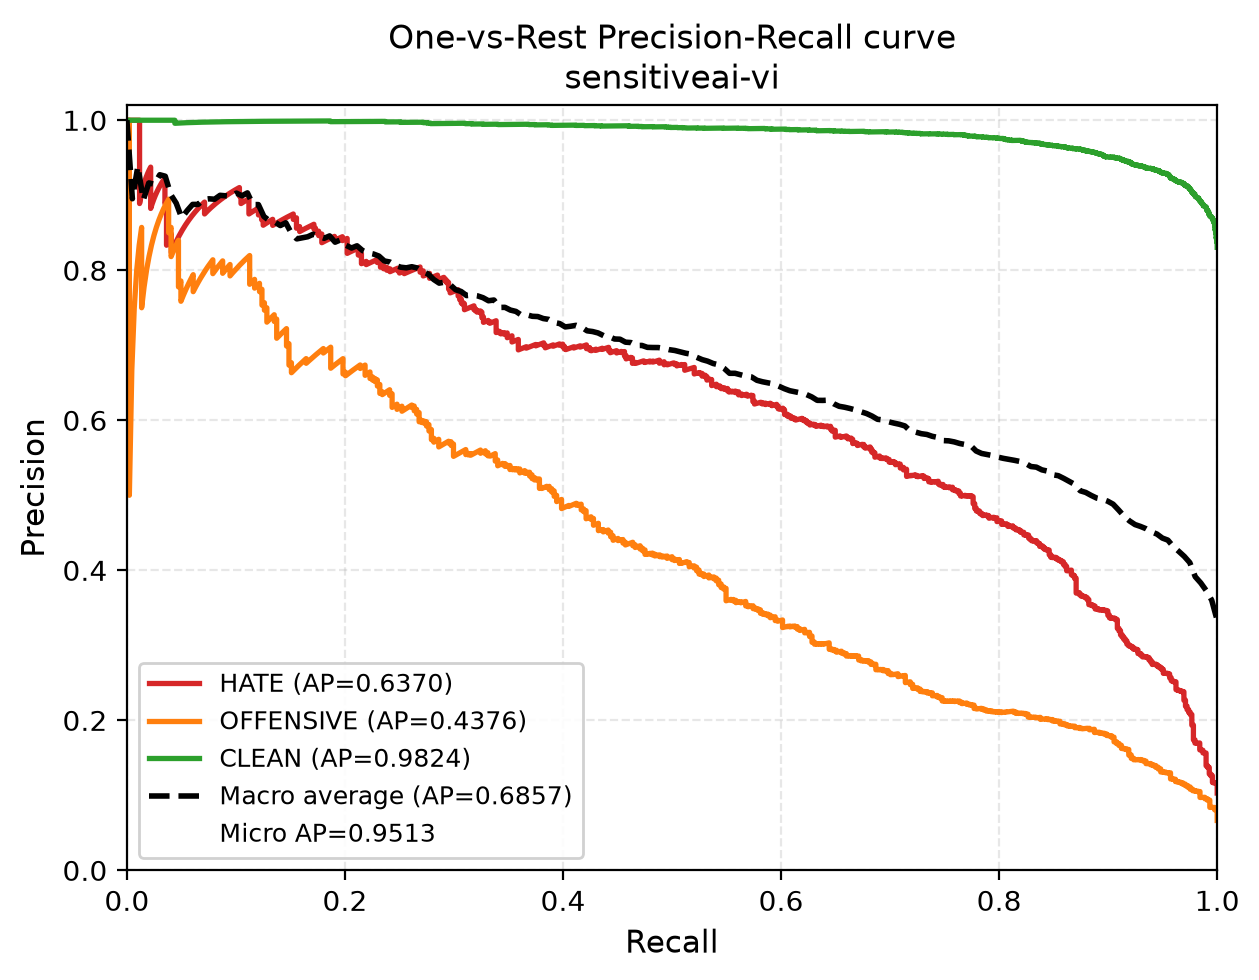 One-vs-Rest Precision-Recall curve
sensitiveai-vi
Precision
1.0
0.8
0.6
0.4
0.2
0.0
HATE (AP=0.6370)
OFFENSIVE (AP=0.4376)
CLEAN (AP=0.9824)
Macro average (AP=0.6857)
Micro AP=0.9513
0.0 0.2 0.4 0.6 0.8 1.0
Recall